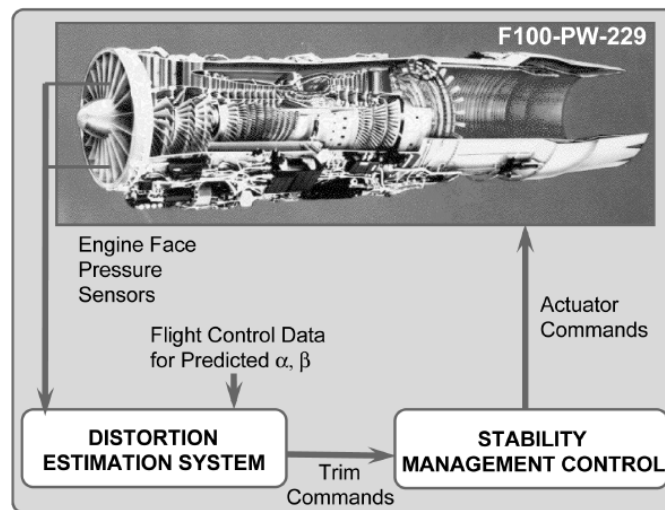 F100-PW-229
Engine Face
Pressure
Sensors
Flight Control Data
for Predicted α, β
Actuator
Commands
DISTORTION
ESTIMATION SYSTEM
Trim
Commands
STABILITY
MANAGEMENT CONTROL